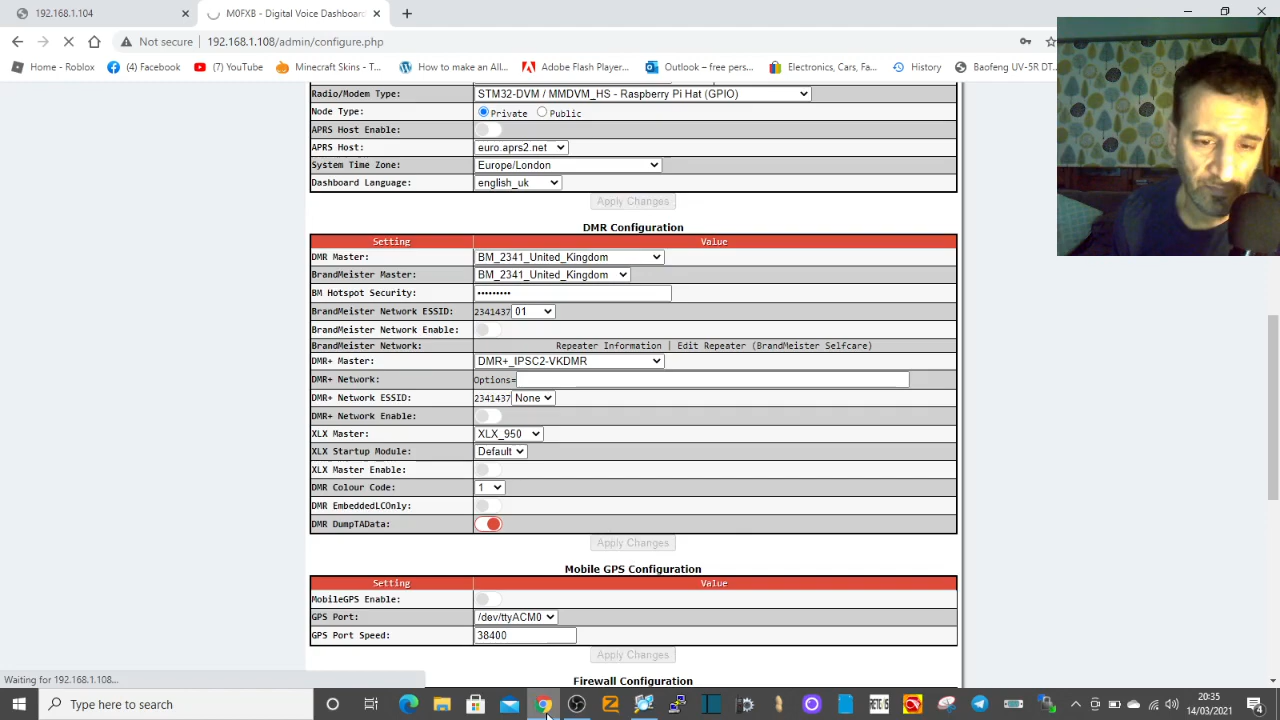 192.168.1.104
M0FXB - Digital Voice Dashboard
Not secure
192.168.1.108/admin/configure.php
Home - Roblox
(4) Facebook
(7) YouTube
Minecraft Skins - T...
How to make an All...
Adobe Flash Player...
Outlook – free pers...
Electronics, Cars, Fa...
History
Baofeng UV-5R DT
Radio/Modem Type: STM32-DVM / MMDVM_HS - Raspberry Pi Hat (GPIO)
Node Type: Private Public
APRS Host Enable:
APRS Host: euro.aprs2.net
System Time Zone: Europe/London
Dashboard Language: english_uk
Apply Changes
DMR Configuration
Setting Value
DMR Master: BM_2341_United_Kingdom
BrandMeister Master: BM_2341_United_Kingdom
BM Hotspot Security: •••••••••
BrandMeister Network ESSID: 2341437 01
BrandMeister Network Enable:
BrandMeister Network: Repeater Information | Edit Repeater (BrandMeister Selfcare)
DMR+ Master: DMR+_IPSC2-VKDMR
DMR+ Network: Options=
DMR+ Network ESSID: 2341437 None
DMR+ Network Enable:
XLX Master: XLX_950
XLX Startup Module: Default
XLX Master Enable:
DMR Colour Code: 1
DMR EmbeddedLCOnly:
DMR DumpTAData:
Apply Changes
Mobile GPS Configuration
Setting Value
MobileGPS Enable:
GPS Port: /dev/ttyACM0
GPS Port Speed: 38400
Apply Changes
Firewall Configuration
Waiting for 192.168.1.108...
Type here to search
20:35
14/03/2021
4